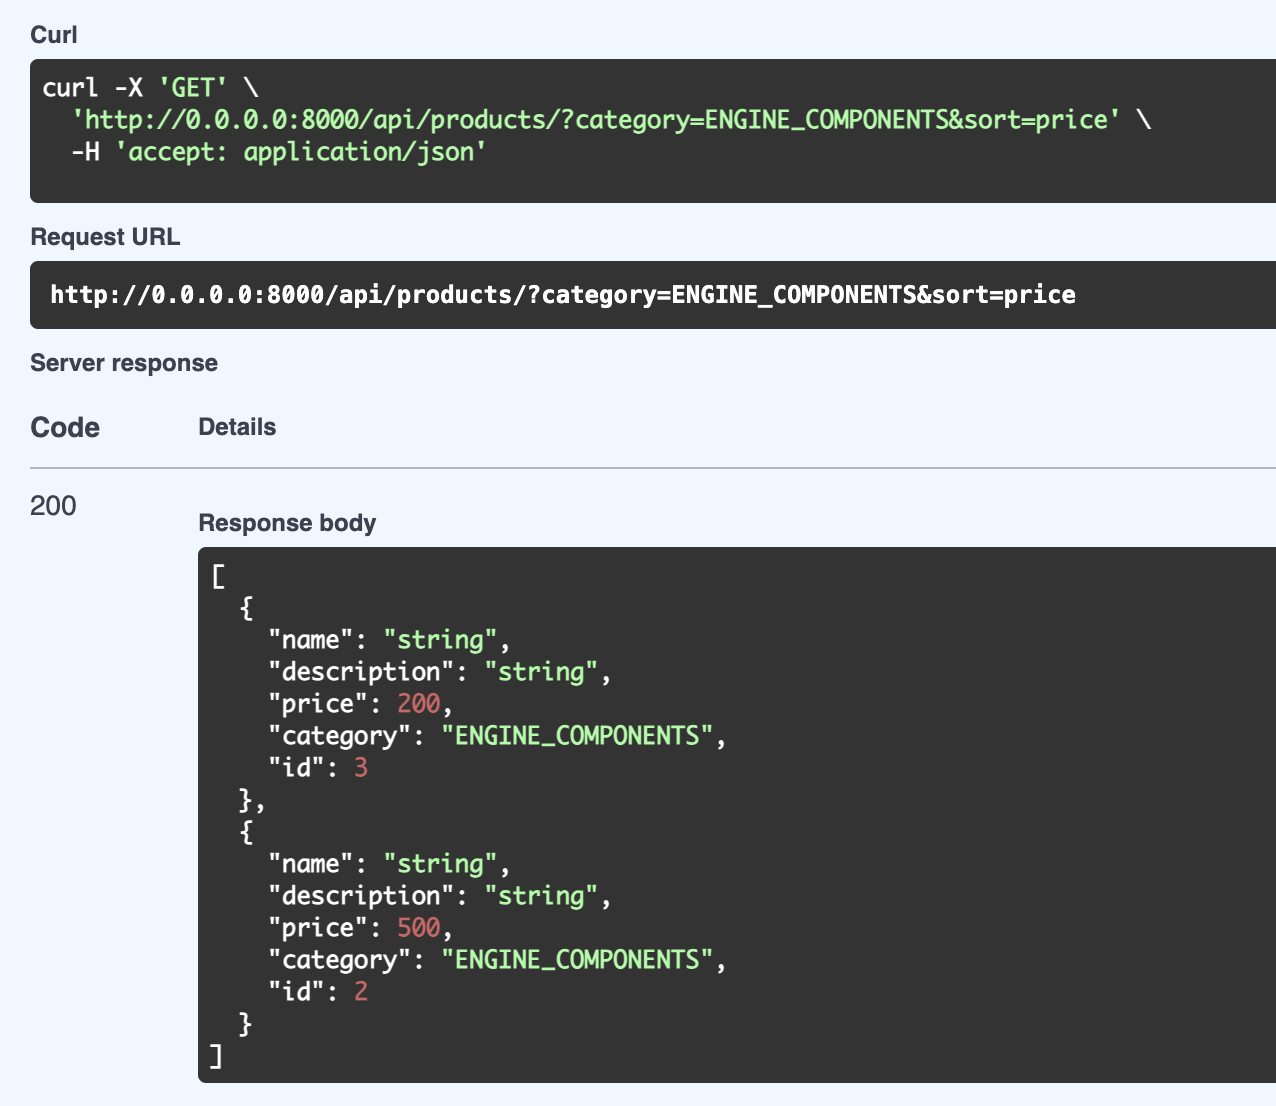 Curl
curl -X 'GET' \
  'http://0.0.0.0:8000/api/products/?category=ENGINE_COMPONENTS&sort=price' \
  -H 'accept: application/json'
Request URL
http://0.0.0.0:8000/api/products/?category=ENGINE_COMPONENTS&sort=price
Server response
Code Details
200
Response body
[
  {
    "name": "string",
    "description": "string",
    "price": 200,
    "category": "ENGINE_COMPONENTS",
    "id": 3
  },
  {
    "name": "string",
    "description": "string",
    "price": 500,
    "category": "ENGINE_COMPONENTS",
    "id": 2
  }
]